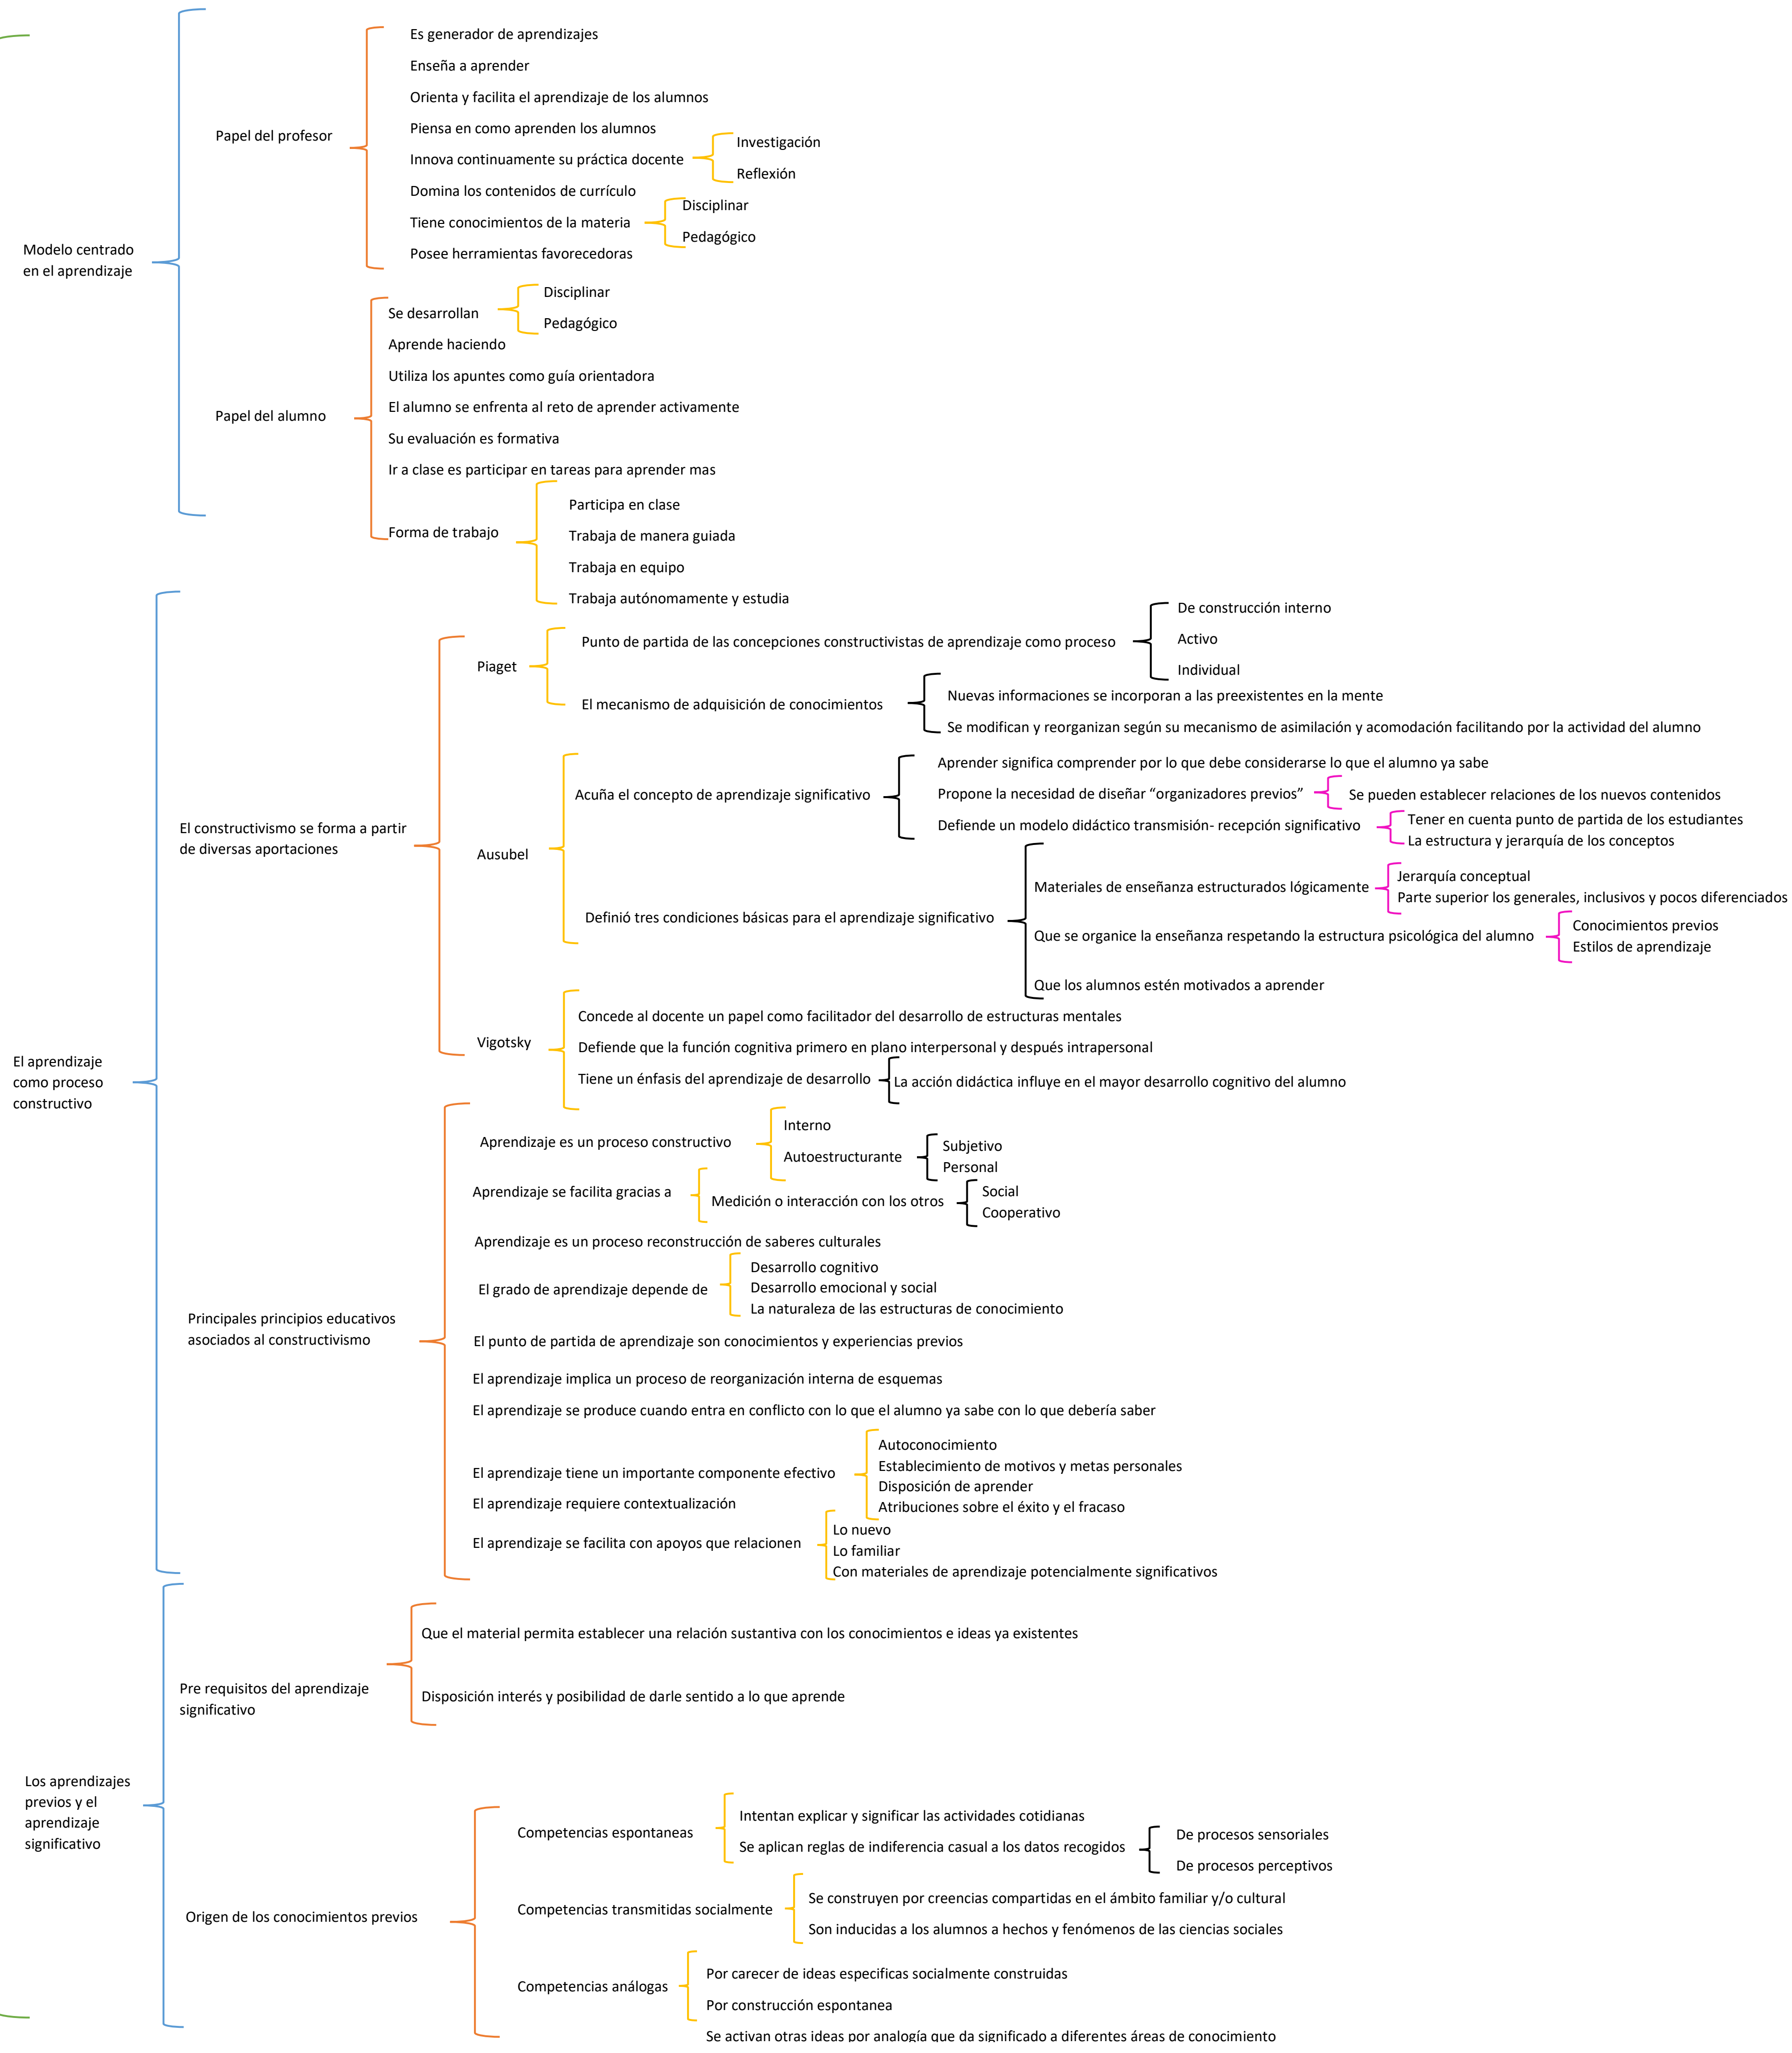 Modelo centrado
en el aprendizaje
Papel del profesor
Es generador de aprendizajes
Enseña a aprender
Orienta y facilita el aprendizaje de los alumnos
Piensa en como aprenden los alumnos
Innova continuamente su práctica docente
Investigación
Reflexión
Domina los contenidos de currículo
Tiene conocimientos de la materia
Disciplinar
Pedagógico
Posee herramientas favorecedoras
Papel del alumno
Se desarrollan
Disciplinar
Pedagógico
Aprende haciendo
Utiliza los apuntes como guía orientadora
El alumno se enfrenta al reto de aprender activamente
Su evaluación es formativa
Ir a clase es participar en tareas para aprender mas
Forma de trabajo
Participa en clase
Trabaja de manera guiada
Trabaja en equipo
Trabaja autónomamente y estudia
El aprendizaje
como proceso
constructivo
El constructivismo se forma a partir
de diversas aportaciones
Piaget
Punto de partida de las concepciones constructivistas de aprendizaje como proceso
De construcción interno
Activo
Individual
El mecanismo de adquisición de conocimientos
Nuevas informaciones se incorporan a las preexistentes en la mente
Se modifican y reorganizan según su mecanismo de asimilación y acomodación facilitando por la actividad del alumno
Ausubel
Acuña el concepto de aprendizaje significativo
Aprender significa comprender por lo que debe considerarse lo que el alumno ya sabe
Propone la necesidad de diseñar “organizadores previos”
Se pueden establecer relaciones de los nuevos contenidos
Defiende un modelo didáctico transmisión- recepción significativo
Tener en cuenta punto de partida de los estudiantes
La estructura y jerarquía de los conceptos
Definió tres condiciones básicas para el aprendizaje significativo
Materiales de enseñanza estructurados lógicamente
Jerarquía conceptual
Parte superior los generales, inclusivos y pocos diferenciados
Que se organice la enseñanza respetando la estructura psicológica del alumno
Conocimientos previos
Estilos de aprendizaje
Que los alumnos estén motivados a aprender
Vigotsky
Concede al docente un papel como facilitador del desarrollo de estructuras mentales
Defiende que la función cognitiva primero en plano interpersonal y después intrapersonal
Tiene un énfasis del aprendizaje de desarrollo
La acción didáctica influye en el mayor desarrollo cognitivo del alumno
Principales principios educativos
asociados al constructivismo
Aprendizaje es un proceso constructivo
Interno
Autoestructurante
Subjetivo
Personal
Aprendizaje se facilita gracias a
Medición o interacción con los otros
Social
Cooperativo
Aprendizaje es un proceso reconstrucción de saberes culturales
El grado de aprendizaje depende de
Desarrollo cognitivo
Desarrollo emocional y social
La naturaleza de las estructuras de conocimiento
El punto de partida de aprendizaje son conocimientos y experiencias previos
El aprendizaje implica un proceso de reorganización interna de esquemas
El aprendizaje se produce cuando entra en conflicto con lo que el alumno ya sabe con lo que debería saber
El aprendizaje tiene un importante componente efectivo
Autoconocimiento
Establecimiento de motivos y metas personales
Disposición de aprender
Atribuciones sobre el éxito y el fracaso
El aprendizaje requiere contextualización
El aprendizaje se facilita con apoyos que relacionen
Lo nuevo
Lo familiar
Con materiales de aprendizaje potencialmente significativos
Los aprendizajes
previos y el
aprendizaje
significativo
Pre requisitos del aprendizaje
significativo
Que el material permita establecer una relación sustantiva con los conocimientos e ideas ya existentes
Disposición interés y posibilidad de darle sentido a lo que aprende
Origen de los conocimientos previos
Competencias espontaneas
Intentan explicar y significar las actividades cotidianas
Se aplican reglas de indiferencia casual a los datos recogidos
De procesos sensoriales
De procesos perceptivos
Competencias transmitidas socialmente
Se construyen por creencias compartidas en el ámbito familiar y/o cultural
Son inducidas a los alumnos a hechos y fenómenos de las ciencias sociales
Competencias análogas
Por carecer de ideas especificas socialmente construidas
Por construcción espontanea
Se activan otras ideas por analogía que da significado a diferentes áreas de conocimiento